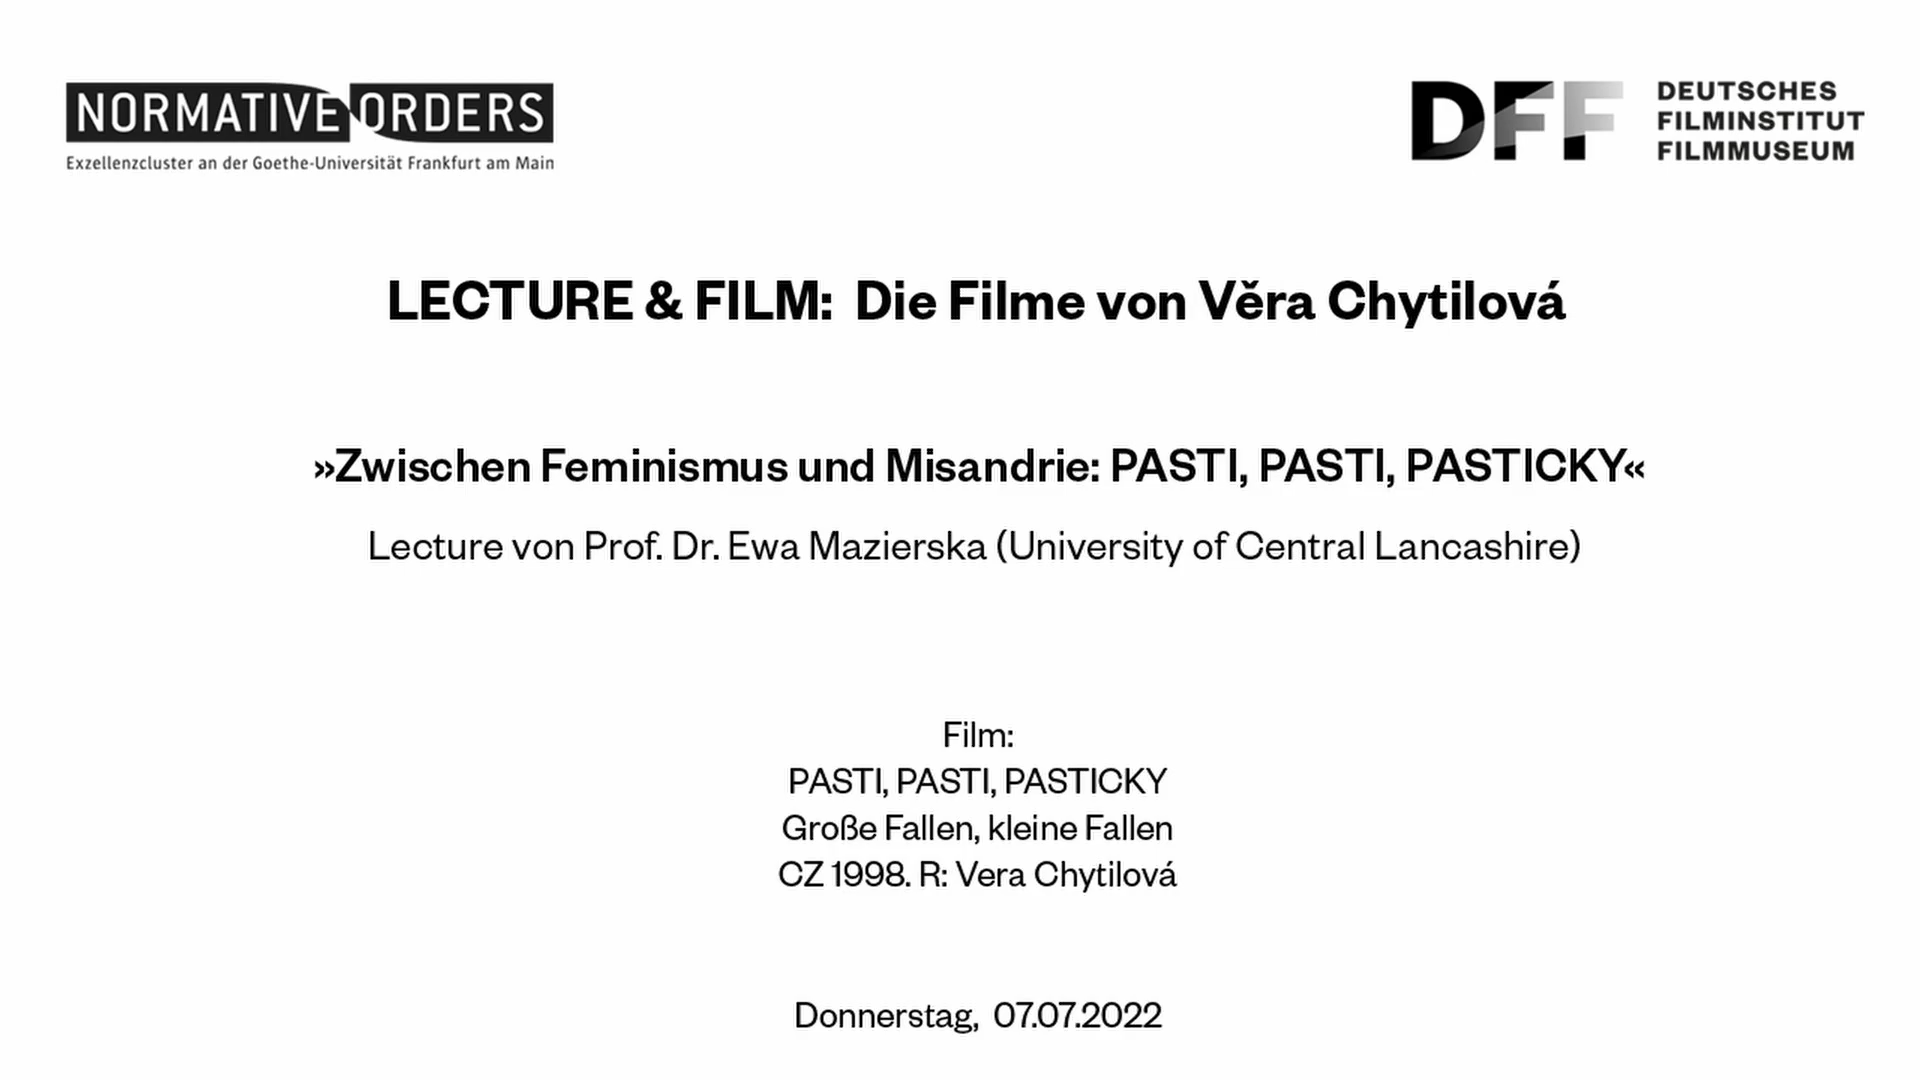 NORMATIVE ORDERS
Exzellenzcluster an der Goethe-Universität Frankfurt am Main
DFF
DEUTSCHES
FILMINSTITUT
FILMMUSEUM
LECTURE & FILM: Die Filme von Věra Chytilová
»Zwischen Feminismus und Misandrie: PASTI, PASTI, PASTICKY«
Lecture von Prof. Dr. Ewa Mazierska (University of Central Lancashire)
Film:
PASTI, PASTI, PASTICKY
Große Fallen, kleine Fallen
CZ 1998. R: Vera Chytilová
Donnerstag, 07.07.2022